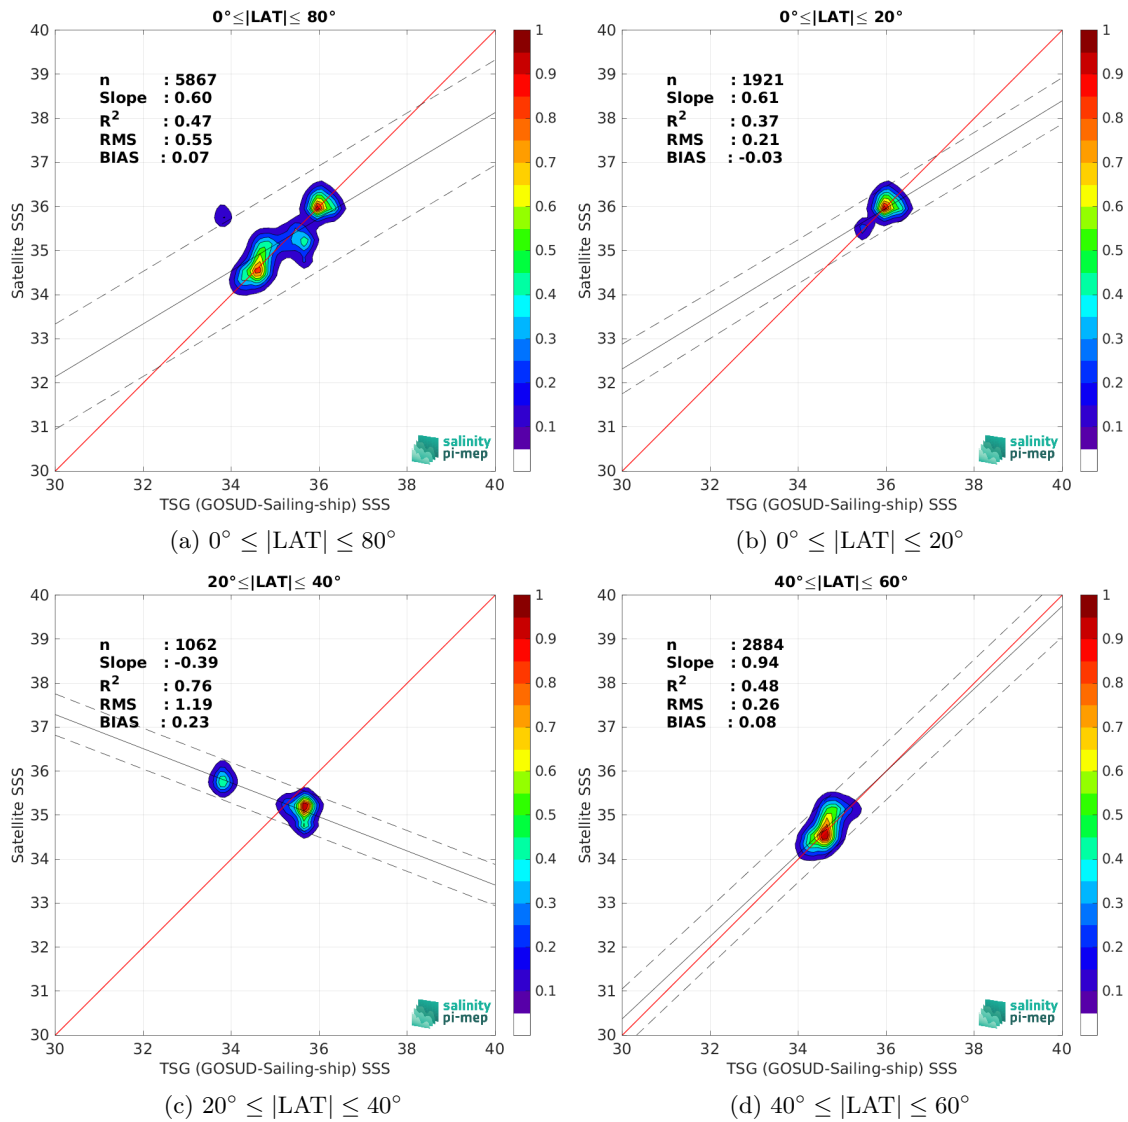 0°≤|LAT|≤ 80°
40
39
38
37
36
35
34
33
32
31
30
n : 5867
Slope : 0.60
R² : 0.47
RMS : 0.55
BIAS : 0.07
Satellite SSS
salinity
pi-mep
30 32 34 36 38 40
TSG (GOSUD-Sailing-ship) SSS
1
0.9
0.8
0.7
0.6
0.5
0.4
0.3
0.2
0.1
(a) 0° ≤ |LAT| ≤ 80°
0°≤|LAT|≤ 20°
40
39
38
37
36
35
34
33
32
31
30
n : 1921
Slope : 0.61
R² : 0.37
RMS : 0.21
BIAS : -0.03
Satellite SSS
salinity
pi-mep
30 32 34 36 38 40
TSG (GOSUD-Sailing-ship) SSS
1
0.9
0.8
0.7
0.6
0.5
0.4
0.3
0.2
0.1
(b) 0° ≤ |LAT| ≤ 20°
20°≤|LAT|≤ 40°
40
39
38
37
36
35
34
33
32
31
30
n : 1062
Slope : -0.39
R² : 0.76
RMS : 1.19
BIAS : 0.23
Satellite SSS
salinity
pi-mep
30 32 34 36 38 40
TSG (GOSUD-Sailing-ship) SSS
1
0.9
0.8
0.7
0.6
0.5
0.4
0.3
0.2
0.1
(c) 20° ≤ |LAT| ≤ 40°
40°≤|LAT|≤ 60°
40
39
38
37
36
35
34
33
32
31
30
n : 2884
Slope : 0.94
R² : 0.48
RMS : 0.26
BIAS : 0.08
Satellite SSS
salinity
pi-mep
30 32 34 36 38 40
TSG (GOSUD-Sailing-ship) SSS
1
0.9
0.8
0.7
0.6
0.5
0.4
0.3
0.2
0.1
(d) 40° ≤ |LAT| ≤ 60°